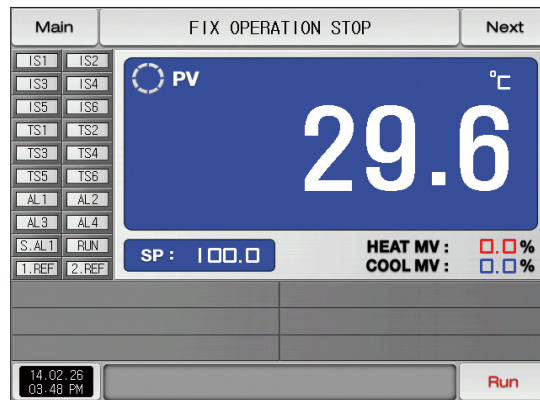 Main FIX OPERATION STOP Next
IS1 IS2
IS3 IS4
IS5 IS6
TS1 TS2
TS3 TS4
TS5 TS6
AL1 AL2
AL3 AL4
S.AL1 RUN
1.REF 2.REF
PV ℃
29.6
SP : 100.0
HEAT MV : 0.0%
COOL MV : 0.0%
14.02.26
03:48 PM
Run